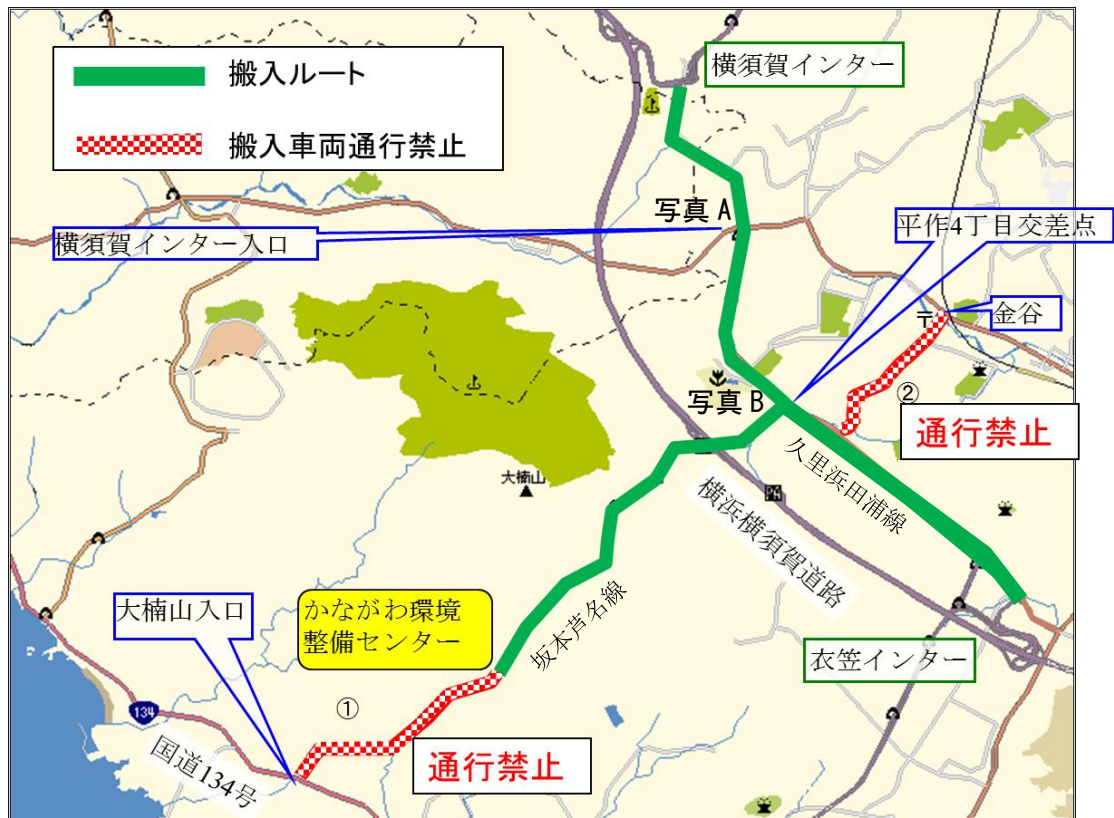 搬入ルート
搬入車両通行禁止
横須賀インター
写真 A
横須賀インター入口
平作4丁目交差点
金谷
〒
写真 B
②
通行禁止
久里浜田浦線
大楠山
横浜横須賀道路
大楠山入口
かながわ環境
整備センター
坂本芦名線
衣笠インター
①
134
通行禁止
国道134号